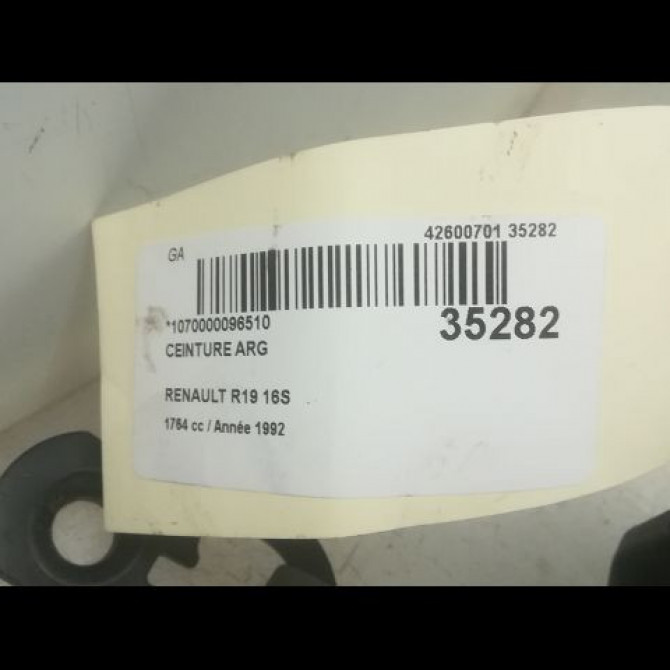 42600701 35282
GA
*1070000096510
35282
CEINTURE ARG
RENAULT R19 16S
1764 cc / Année 1992